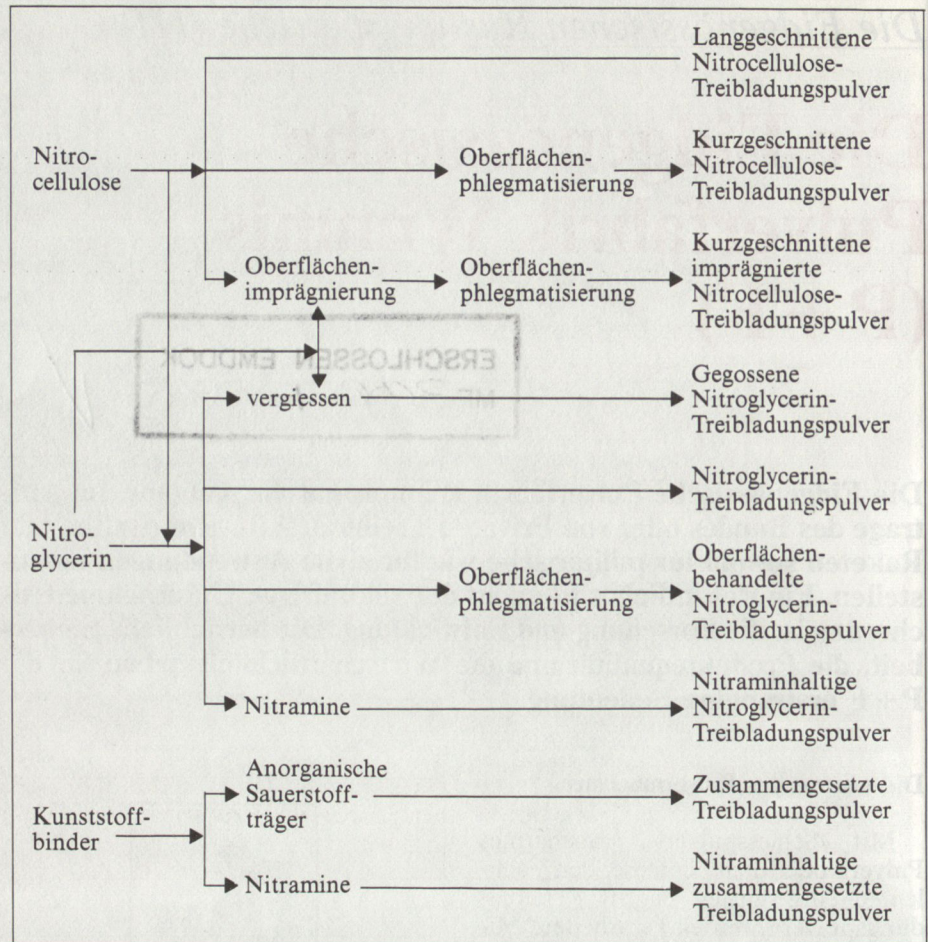 Langgeschnittene
Nitrocellulose-
Treibladungspulver
Nitro-
cellulose
Oberflächen-
phlegmatisierung
Kurzgeschnittene
Nitrocellulose-
Treibladungspulver
Oberflächen-
imprägnierung
Oberflächen-
phlegmatisierung
Kurzgeschnittene
imprägnierte
Nitrocellulose-
Treibladungspulver
ERSCHLOSSEN EMDDOK
MF
vergiessen
Gegossene
Nitroglycerin-
Treibladungspulver
Nitroglycerin-
Treibladungspulver
Nitro-
glycerin
Oberflächen-
phlegmatisierung
Oberflächen-
behandelte
Nitroglycerin-
Treibladungspulver
Nitramine
Nitraminhaltige
Nitroglycerin-
Treibladungspulver
Kunststoff-
binder
Anorganische
Sauerstoff-
träger
Zusammengesetzte
Treibladungspulver
Nitramine
Nitraminhaltige
zusammengesetzte
Treibladungspulver